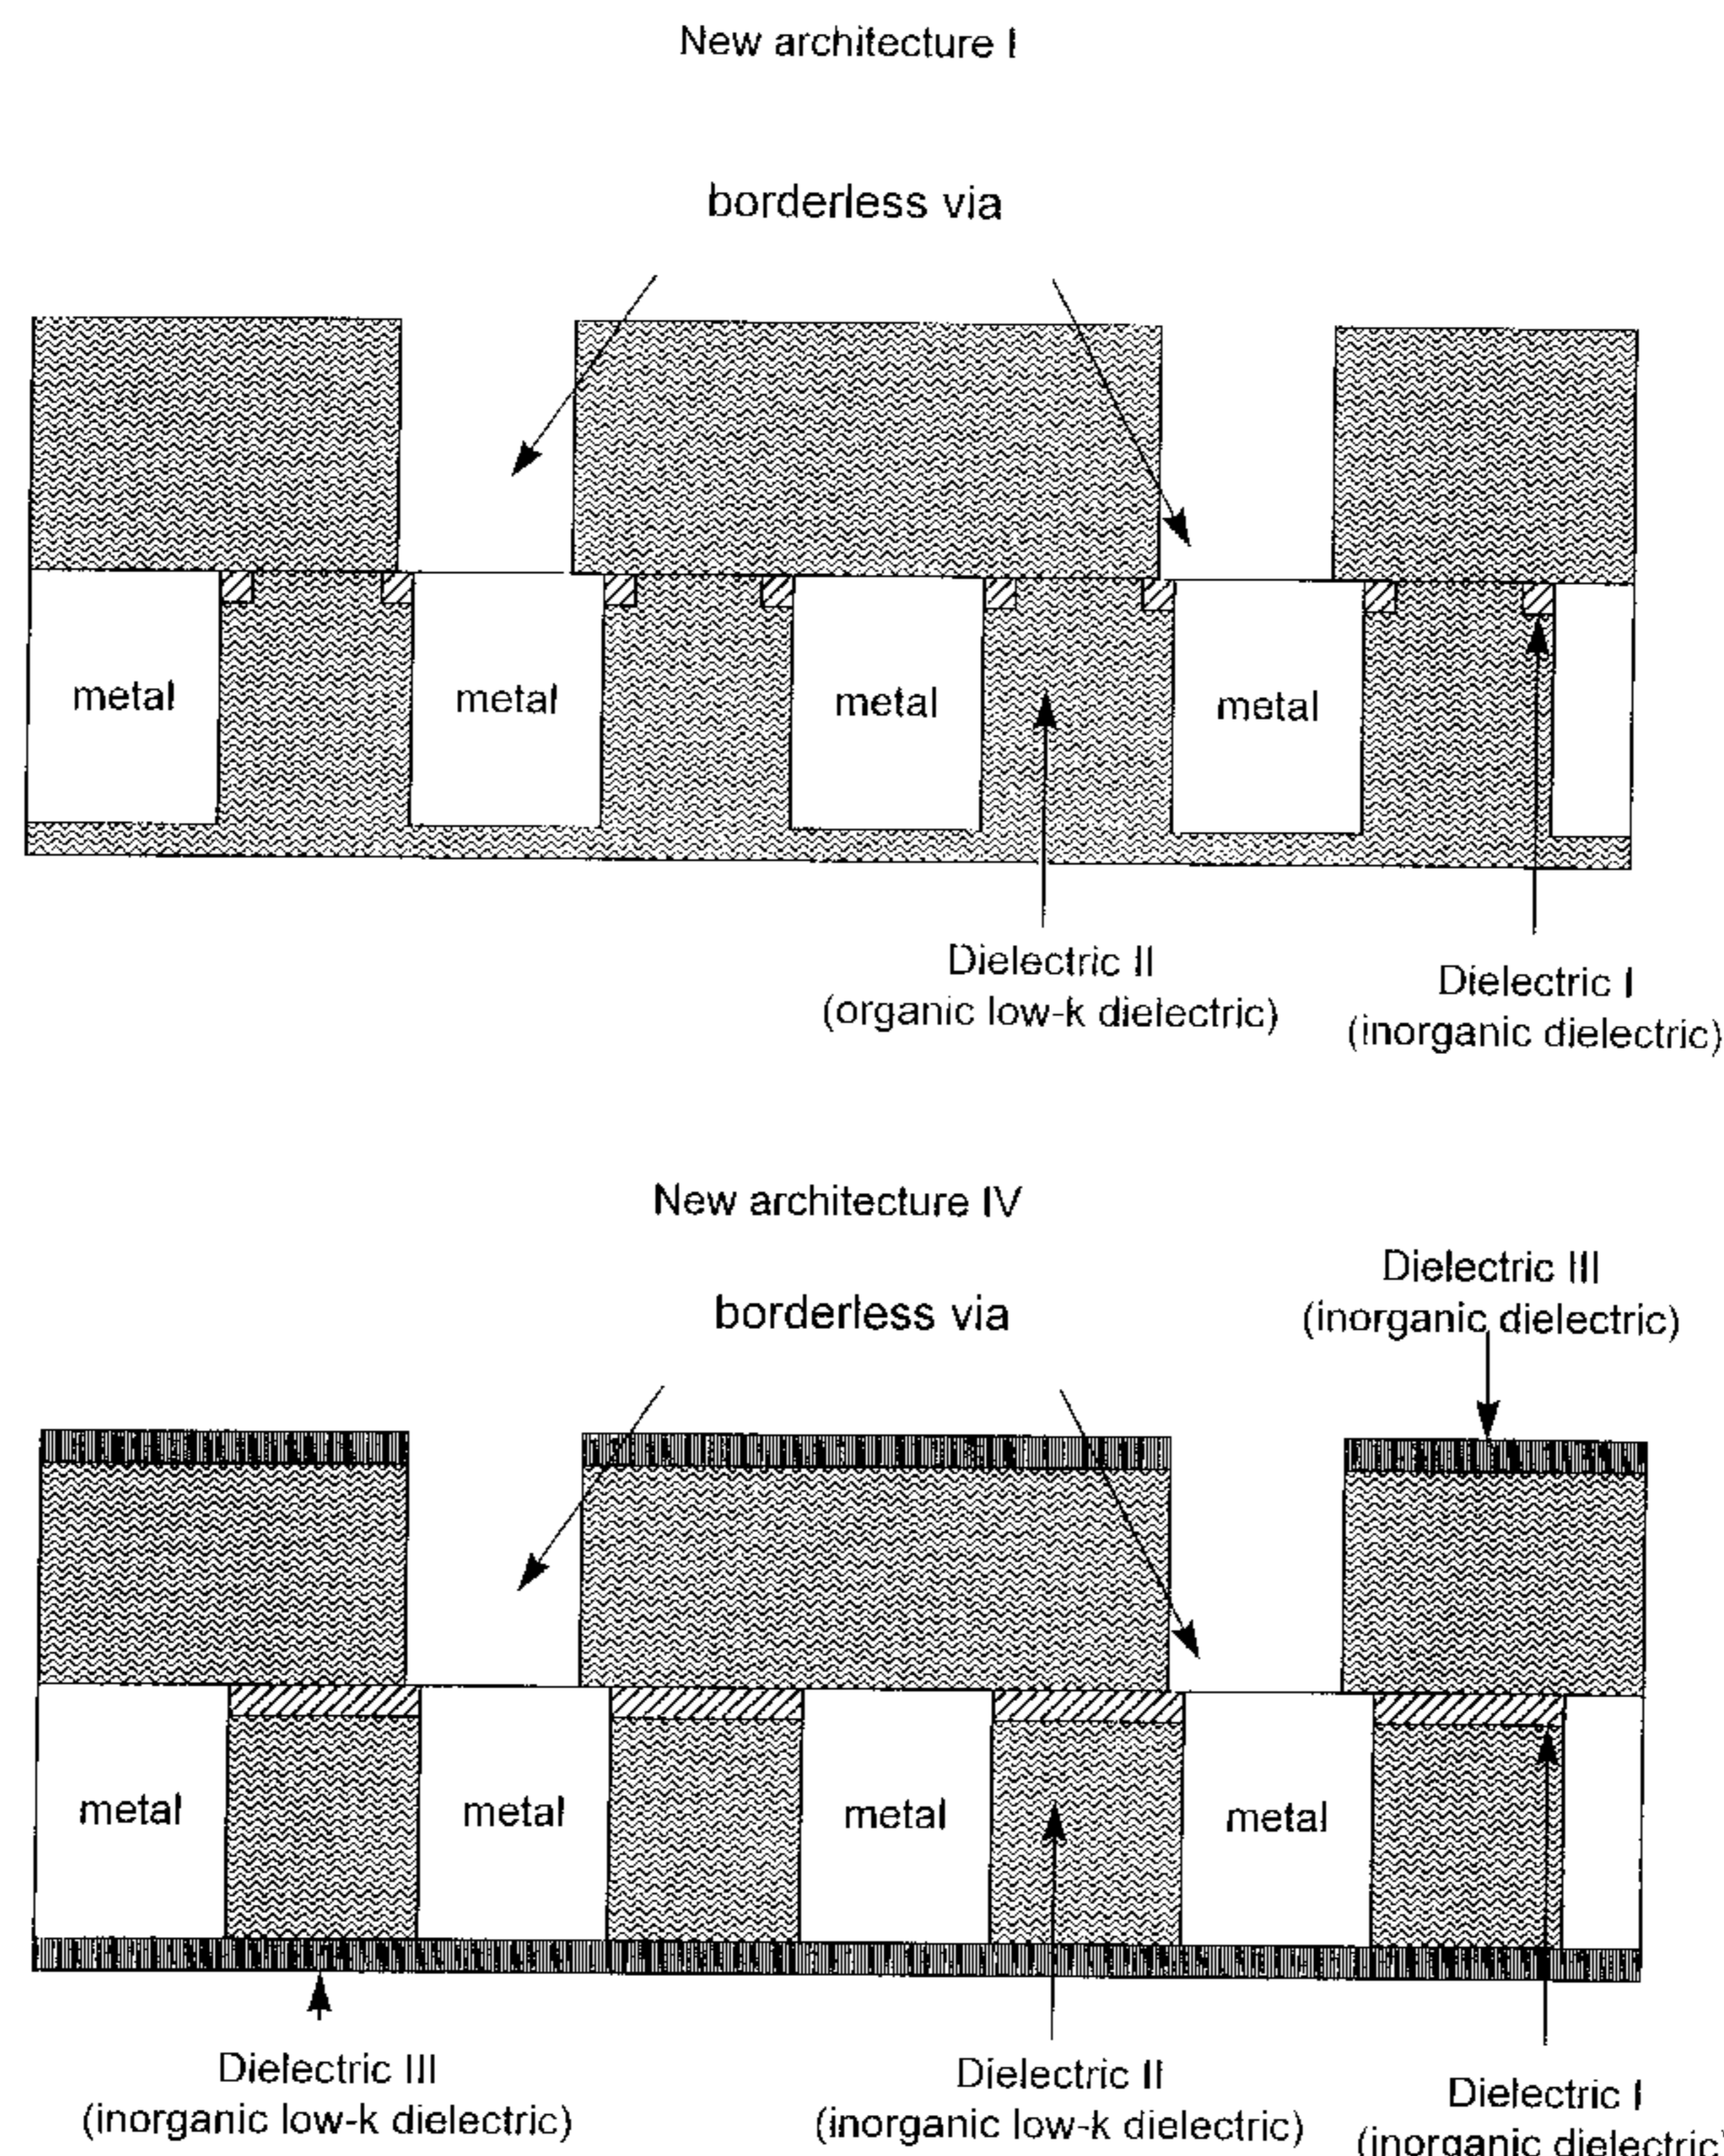 New architecture I
borderless via
metal metal metal metal
Dielectric II
(organic low-k dielectric)
Dielectric I
(inorganic dielectric)
New architecture IV
Dielectric III
(inorganic dielectric)
borderless via
metal metal metal metal
Dielectric III
(inorganic low-k dielectric)
Dielectric II
(inorganic low-k dielectric)
Dielectric I
(inorganic dielectric)